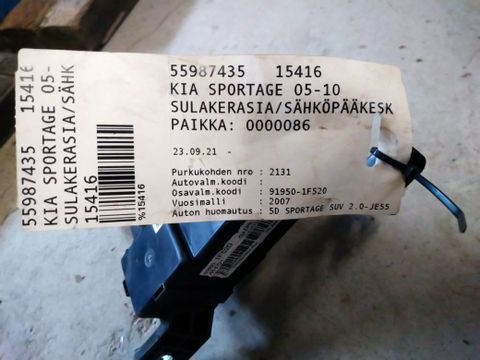 55987435 15416
KIA SPORTAGE 05-10
SULAKERASIA/SÄHKÖPÄÄKESK
PAIKKA: 0000086
23.09.21 -
Purkukohden nro : 2131
Autovalm.koodi :
Osavalm.koodi : 91950-1F520
Vuosimalli : 2007
Auton huomautus : 5D SPORTAGE SUV 2.0-JE55
55987435 15416
KIA SPORTAGE 05-
SULAKERASIA/SÄHK
15416
%15416